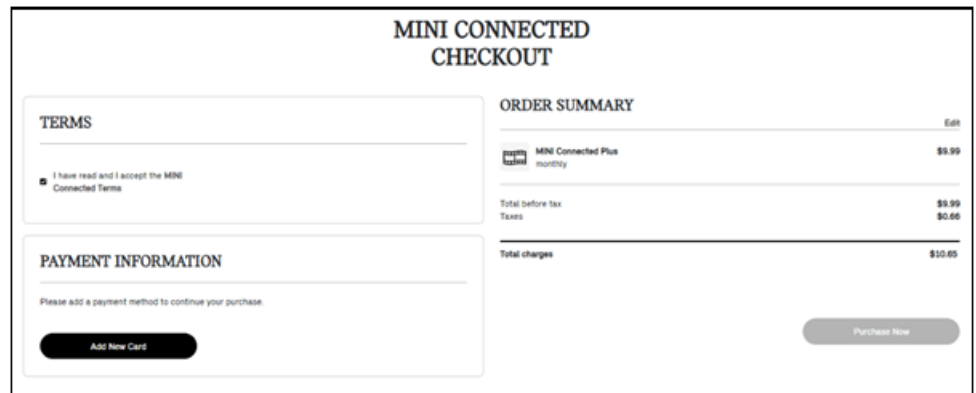 MINI CONNECTED
CHECKOUT
TERMS
I have read and I accept the MINI
Connected Terms
PAYMENT INFORMATION
Please add a payment method to continue your purchase.
Add New Card
ORDER SUMMARY
Edit
MINI Connected Plus $9.99
monthly
Total before tax $9.99
Taxes $0.66
Total charges $10.65
Purchase Now